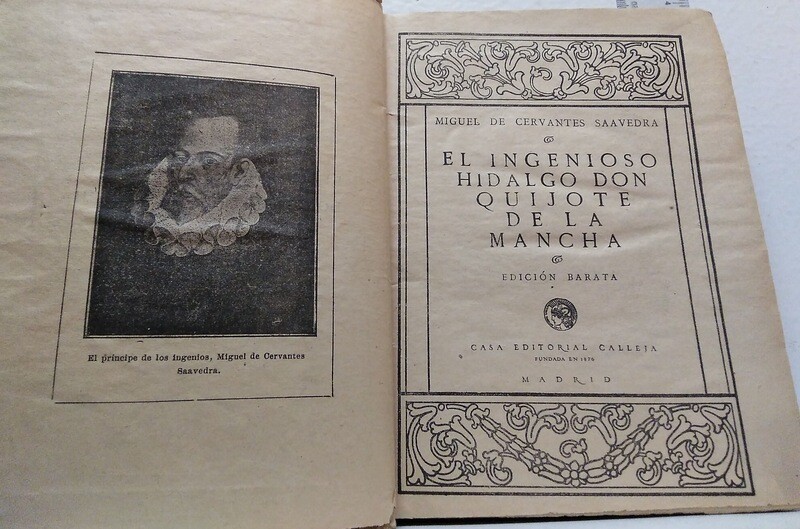 El príncipe de los ingenios, Miguel de Cervantes
Saavedra.
MIGUEL DE CERVANTES SAAVEDRA
EL INGENIOSO
HIDALGO DON
QUIJOTE
DE LA
MANCHA
EDICIÓN BARATA
CASA EDITORIAL CALLEJA
FUNDADA EN 1876
MADRID